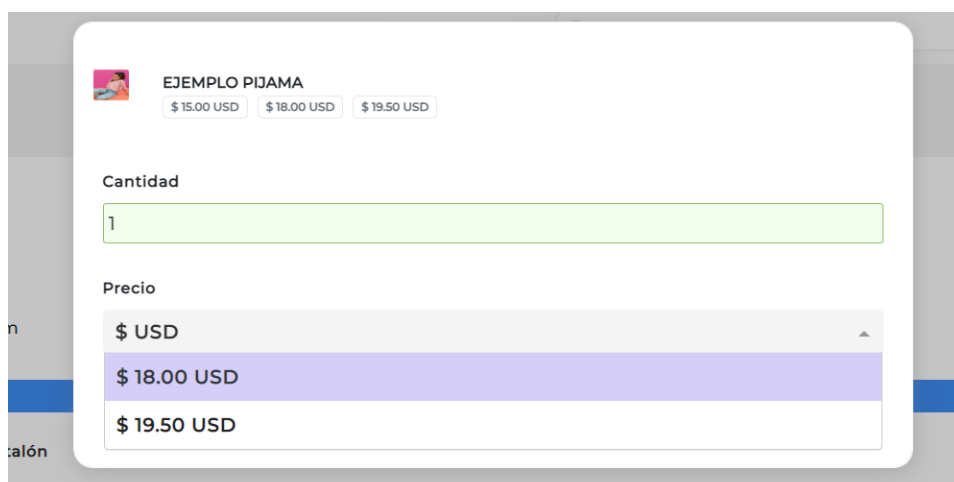 EJEMPLO PIJAMA
$ 15.00 USD $ 18.00 USD $ 19.50 USD
Cantidad
1
Precio
$ USD
$ 18.00 USD
$ 19.50 USD